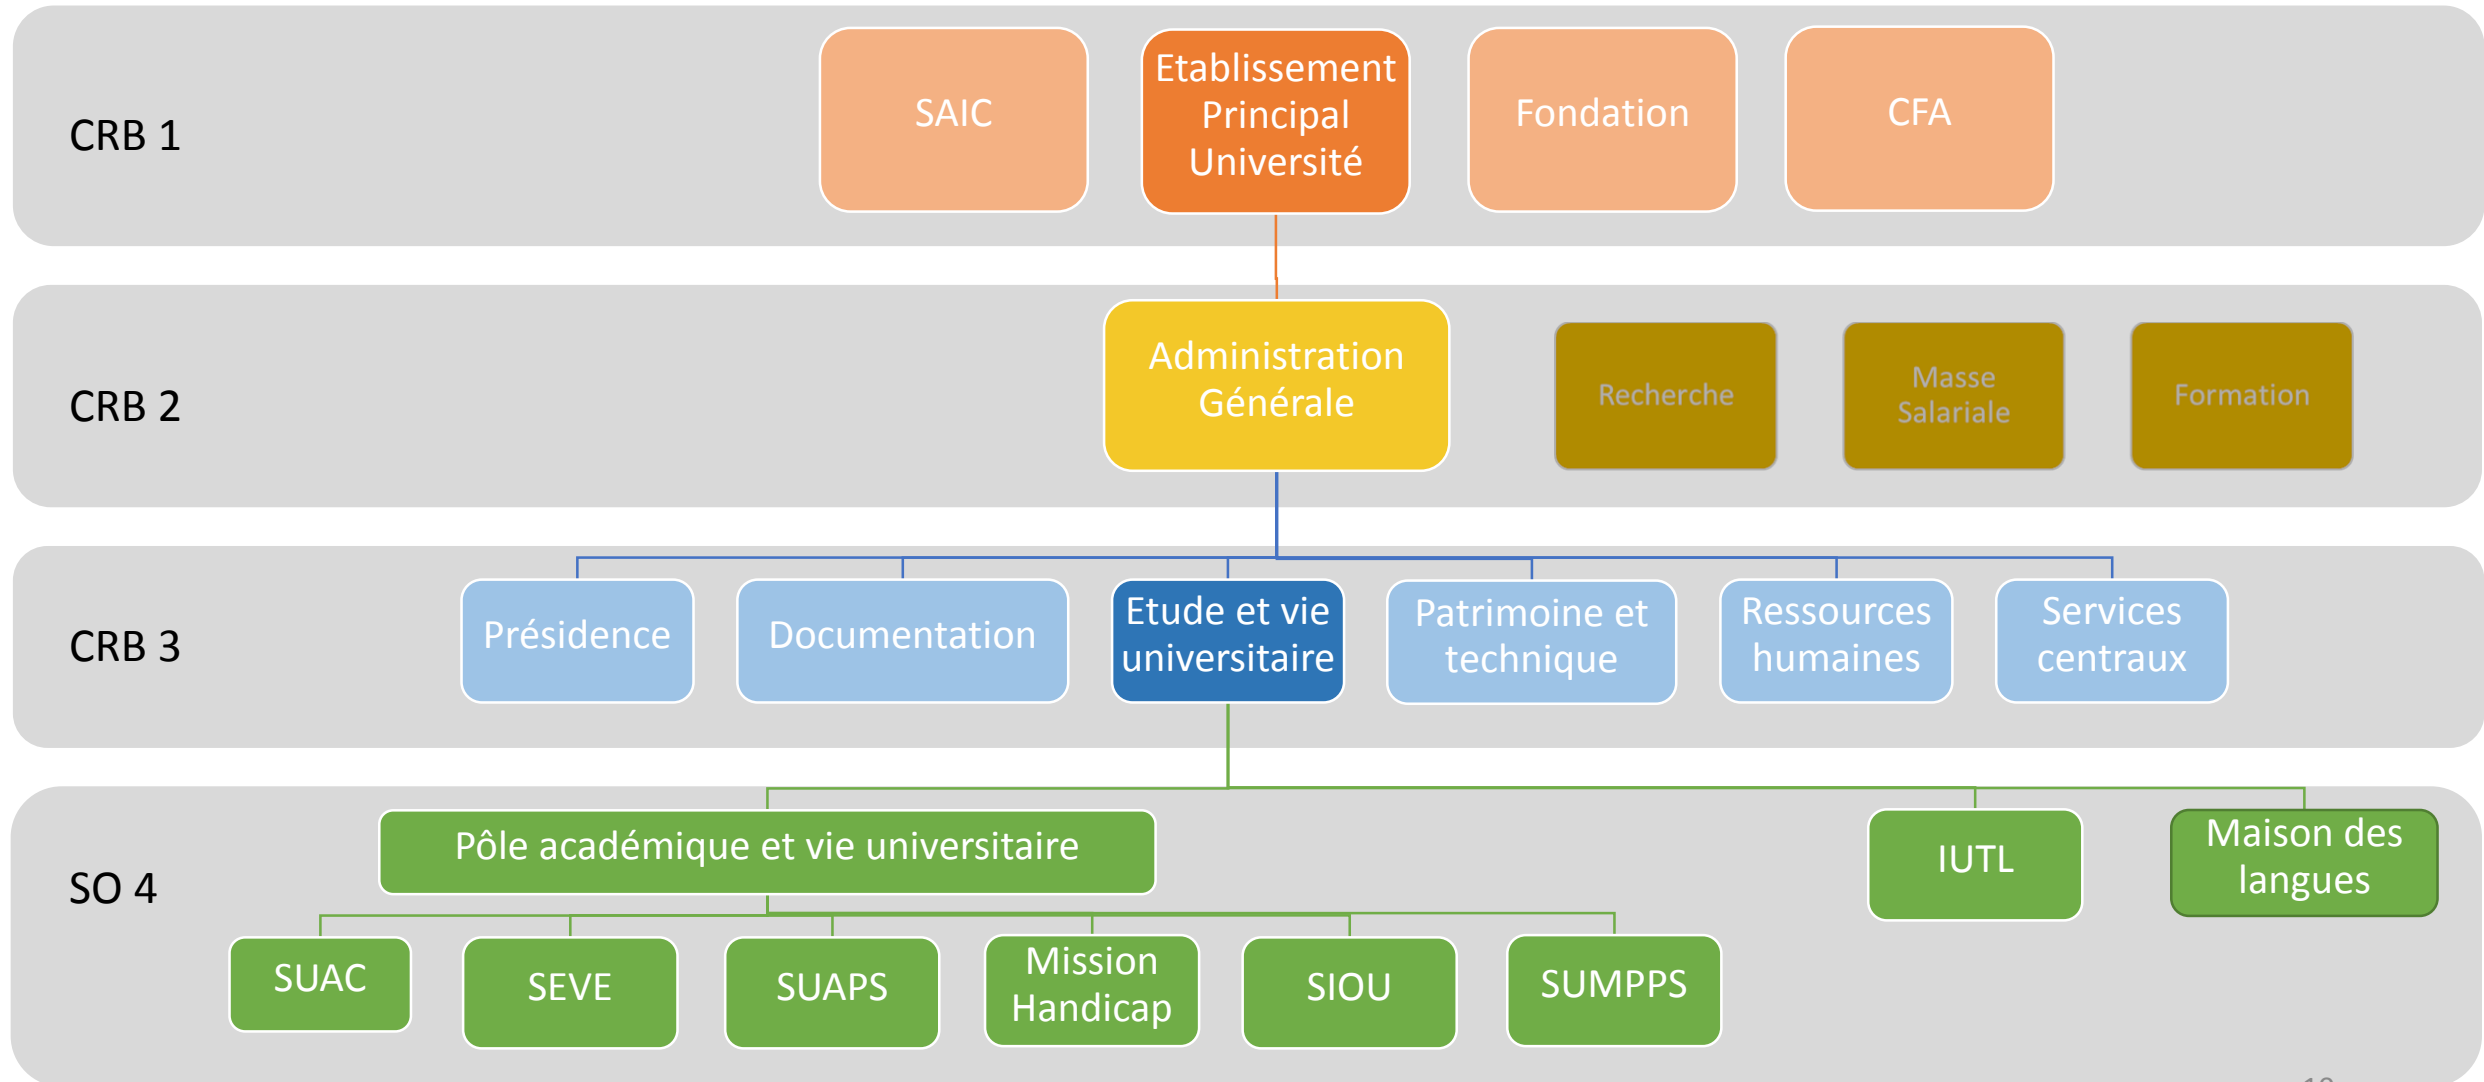 CRB 1
SAIC
Etablissement
Principal
Université
Fondation
CFA
CRB 2
Administration
Générale
Recherche
Masse
Salariale
Formation
CRB 3
Présidence
Documentation
Etude et vie
universitaire
Patrimoine et
technique
Ressources
humaines
Services
centraux
SO 4
Pôle académique et vie universitaire
IUTL
Maison des
langues
SUAC
SEVE
SUAPS
Mission
Handicap
SIOU
SUMPPS